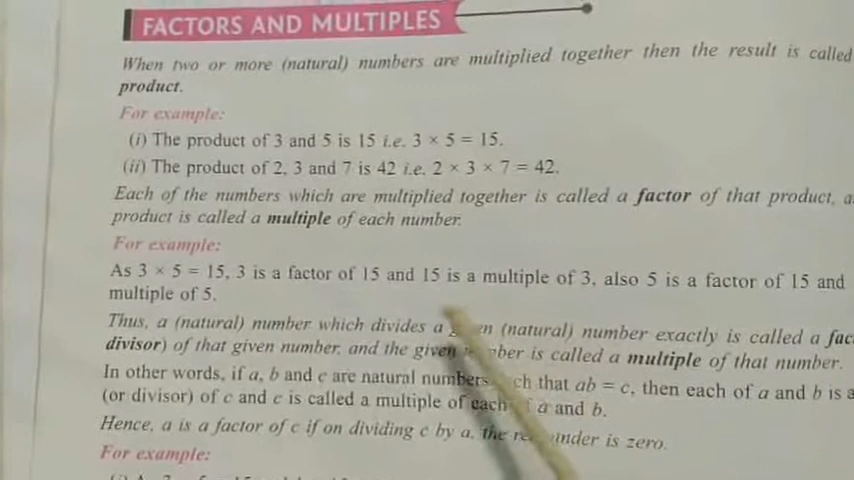 FACTORS AND MULTIPLES
When two or more (natural) numbers are multiplied together then the result is called
product.
For example:
(i) The product of 3 and 5 is 15 i.e. 3 × 5 = 15.
(ii) The product of 2, 3 and 7 is 42 i.e. 2 × 3 × 7 = 42.
Each of the numbers which are multiplied together is called a factor of that product, a
product is called a multiple of each number.
For example:
As 3 × 5 = 15, 3 is a factor of 15 and 15 is a multiple of 3, also 5 is a factor of 15 and
multiple of 5.
Thus, a (natural) number which divides a given (natural) number exactly is called a fac
divisor) of that given number, and the given number is called a multiple of that number.
In other words, if a, b and c are natural numbers such that ab = c, then each of a and b is a
(or divisor) of c and c is called a multiple of each of a and b.
Hence, a is a factor of c if on dividing c by a, the remainder is zero.
For example: